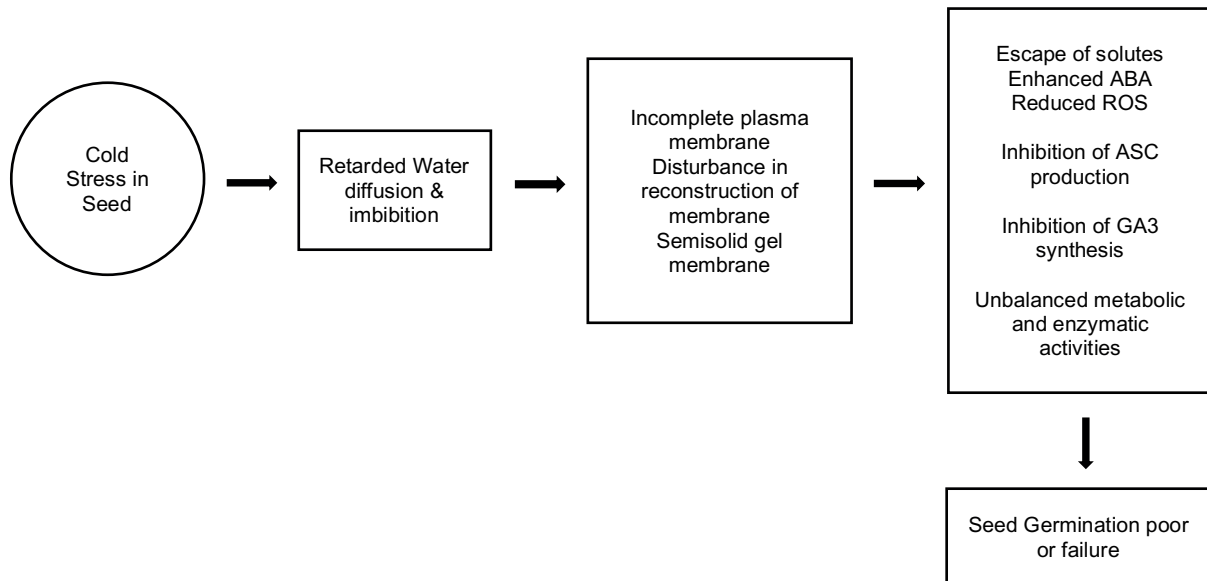 Cold
Stress in
Seed
Retarded Water
diffusion &
imbibition
Incomplete plasma
membrane
Disturbance in
reconstruction of
membrane
Semisolid gel
membrane
Escape of solutes
Enhanced ABA
Reduced ROS
Inhibition of ASC
production
Inhibition of GA3
synthesis
Unbalanced metabolic
and enzymatic
activities
Seed Germination poor
or failure